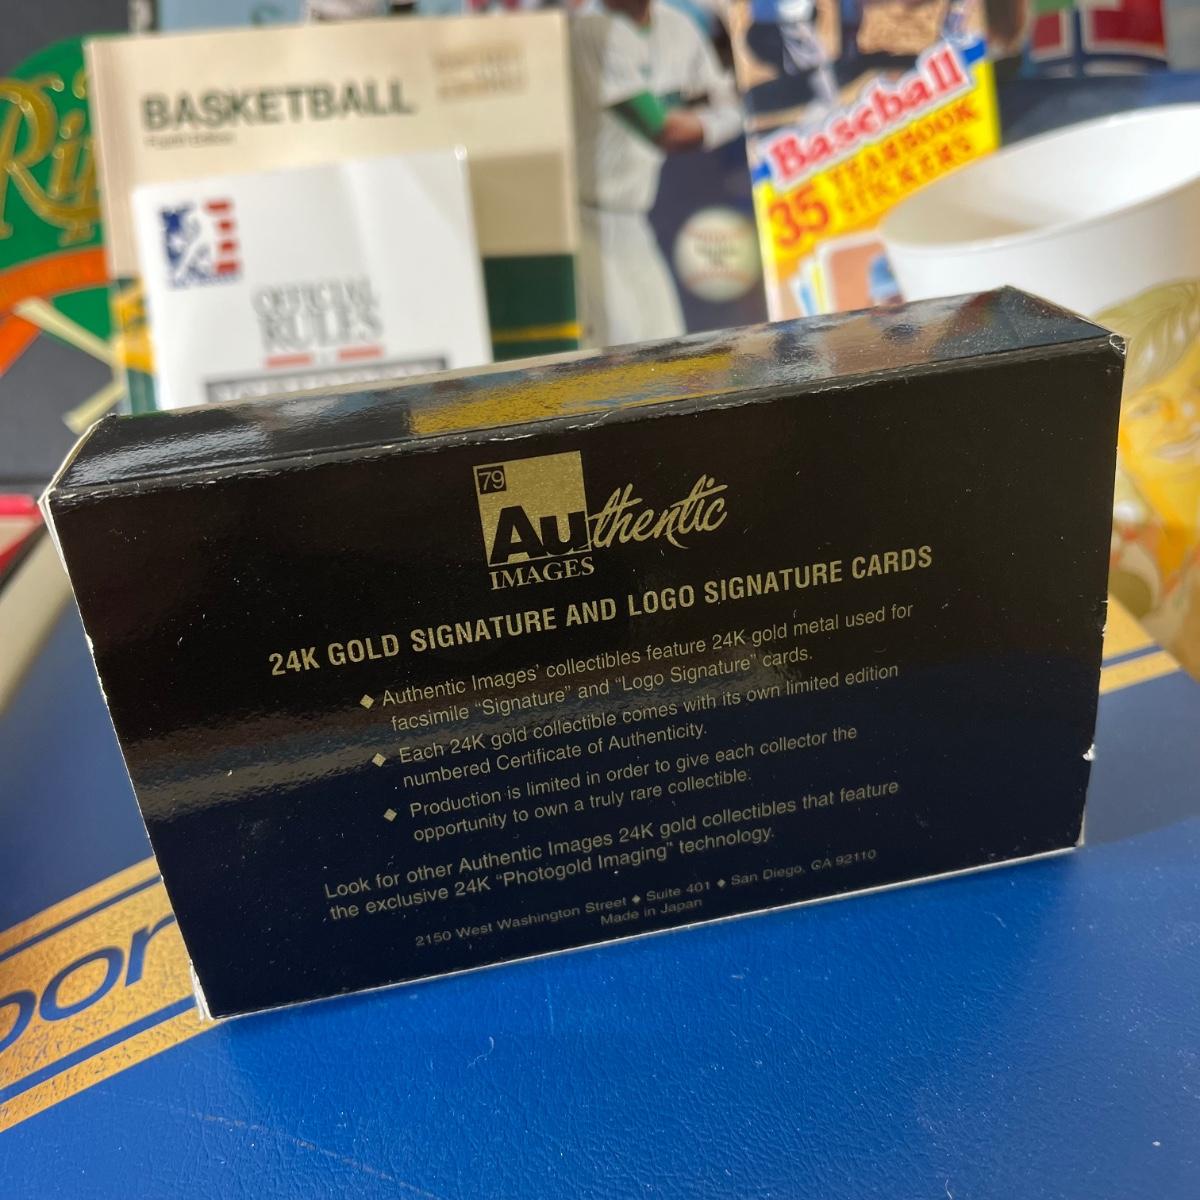 BASKETBALL
Baseball
35 YEARBOOK
STICKERS
OFFICIAL
RULES
79
Authentic
IMAGES
24K GOLD SIGNATURE AND LOGO SIGNATURE CARDS
◆ Authentic Images' collectibles feature 24K gold metal used for
facsimile "Signature" and "Logo Signature" cards.
◆ Each 24K gold collectible comes with its own limited edition
numbered Certificate of Authenticity.
◆ Production is limited in order to give each collector the
opportunity to own a truly rare collectible.
Look for other Authentic Images 24K gold collectibles that feature
the exclusive 24K "Photogold Imaging" technology.
2150 West Washington Street ◆ Suite 401 ◆ San Diego, CA 92110
Made in Japan